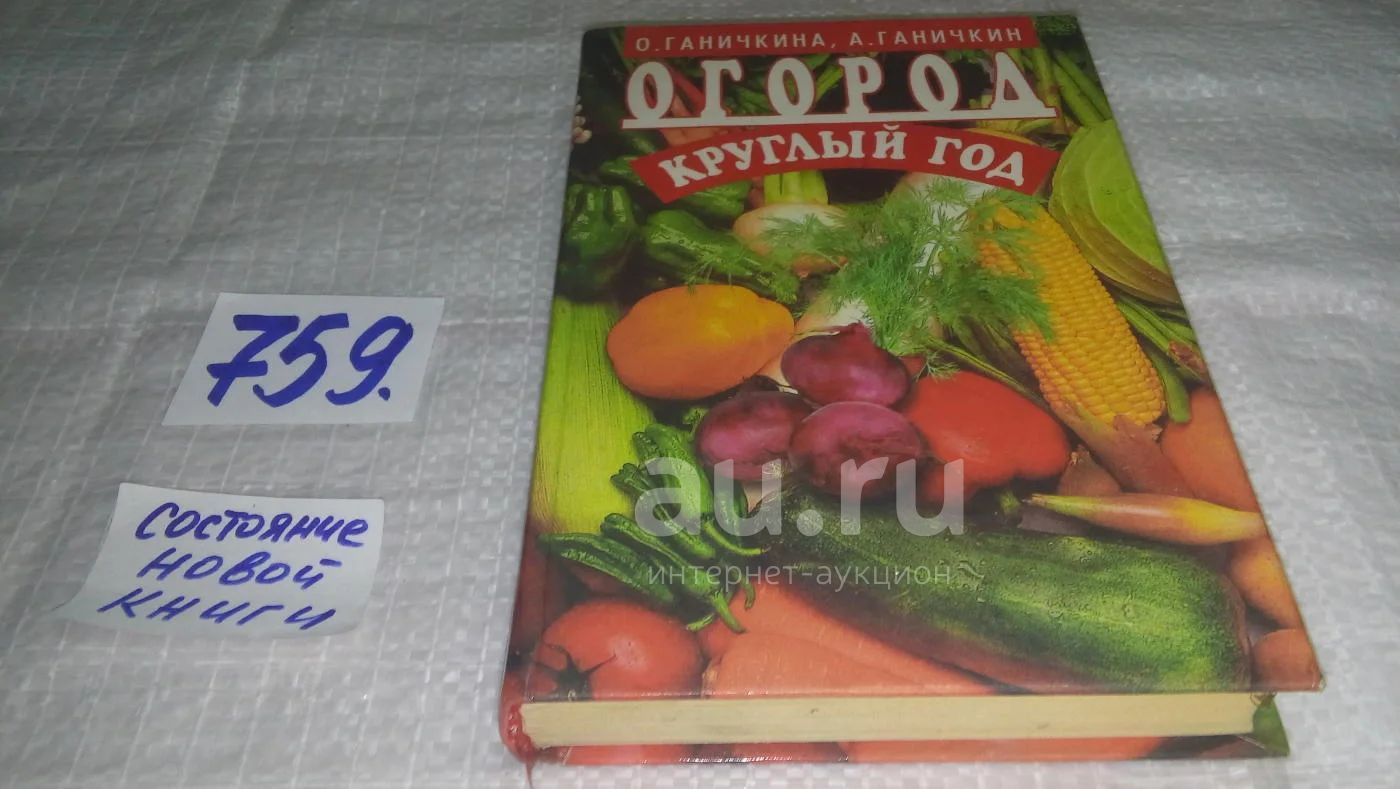 О.ГАНИЧКИНА, А.ГАНИЧКИН
ОГОРОД
КРУГЛЫЙ ГОД
759.
СОСТОЯНИЕ
НОВОЙ
КНИГИ
au.ru
интернет-аукцион